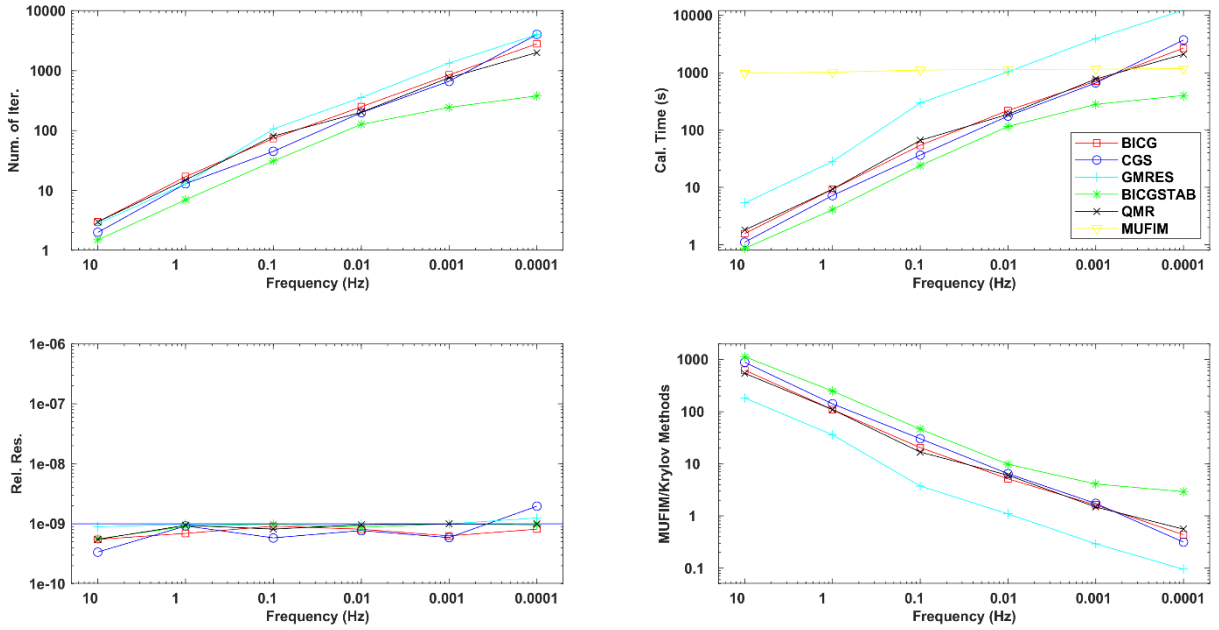 10000
1000
100
10
1
Num. of Iter.
10 1 0.1 0.01 0.001 0.0001
Frequency (Hz)
10000
1000
100
10
1
Cal. Time (s)
BICG
CGS
GMRES
BICGSTAB
QMR
MUFIM
10 1 0.1 0.01 0.001 0.0001
Frequency (Hz)
1e-06
1e-07
1e-08
1e-09
1e-10
Rel. Res.
10 1 0.1 0.01 0.001 0.0001
Frequency (Hz)
1000
100
10
1
0.1
MUFIM/Krylov Methods
10 1 0.1 0.01 0.001 0.0001
Frequency (Hz)